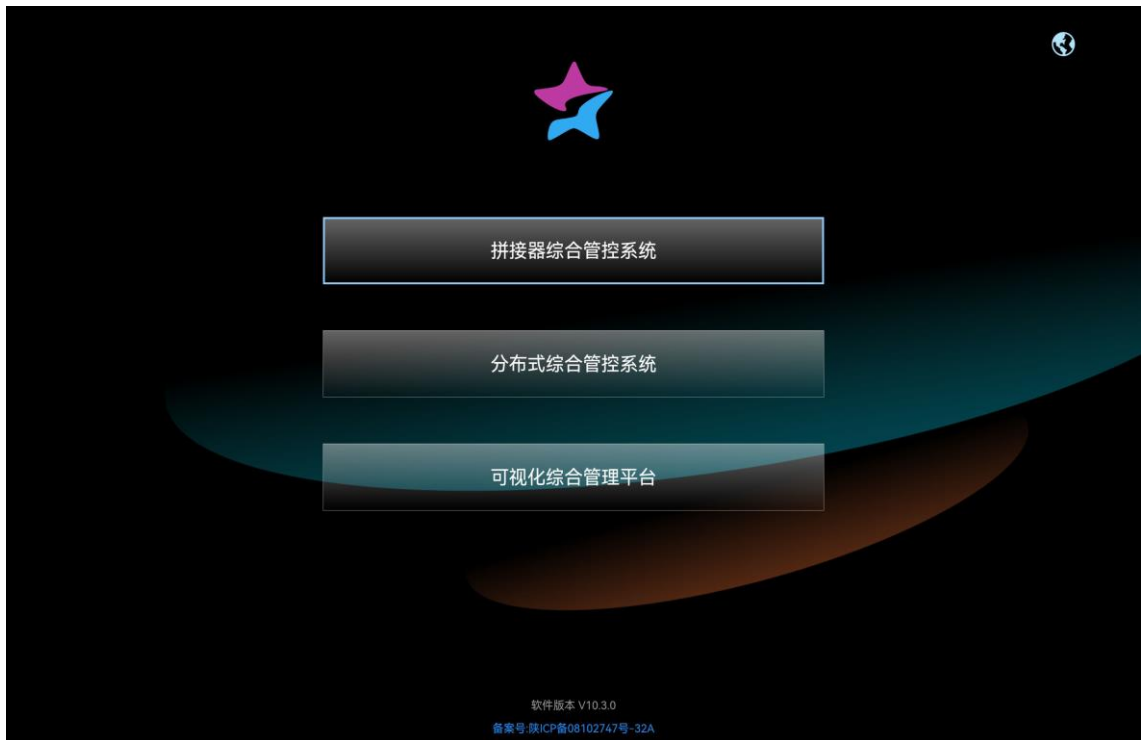 拼接器综合管控系统
分布式综合管控系统
可视化综合管理平台
软件版本 V10.3.0
备案号:陕ICP备08102747号-32A